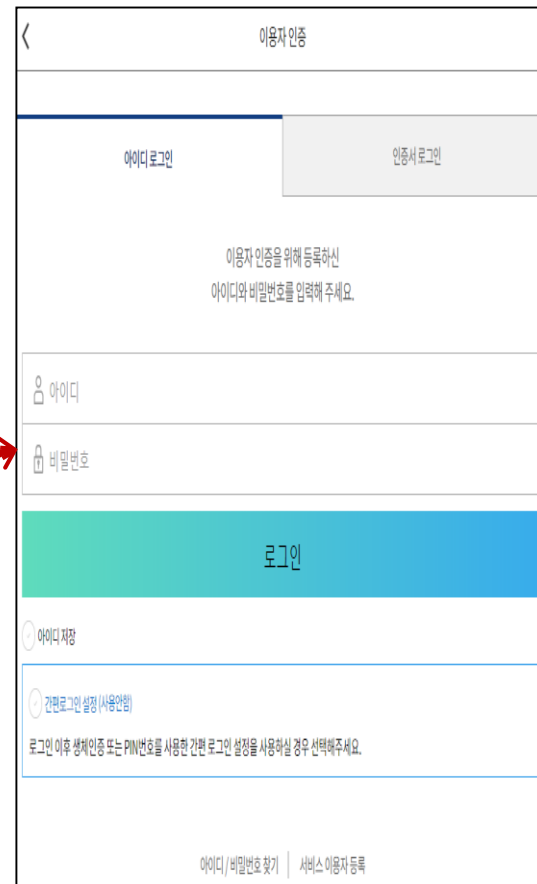 이용자 인증
아이디 로그인
인증서 로그인
이용자 인증을 위해 등록하신
아이디와 비밀번호를 입력해 주세요.
아이디
비밀번호
로그인
아이디 저장
간편로그인 설정 (사용안함)
로그인 이후 생체인증 또는 PIN번호를 사용한 간편 로그인 설정을 사용하실 경우 선택해주세요.
아이디 / 비밀번호 찾기 | 서비스 이용자 등록